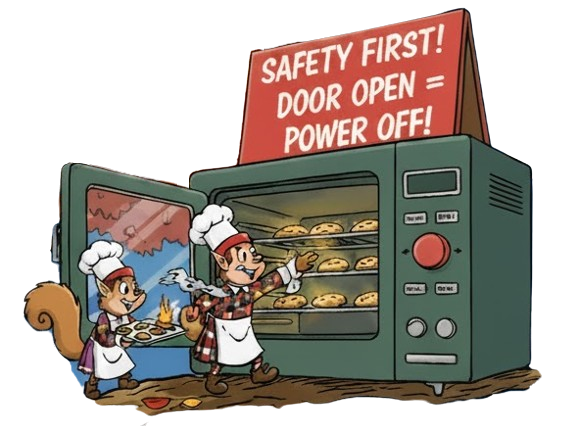 SAFETY FIRST!
DOOR OPEN =
POWER OFF!